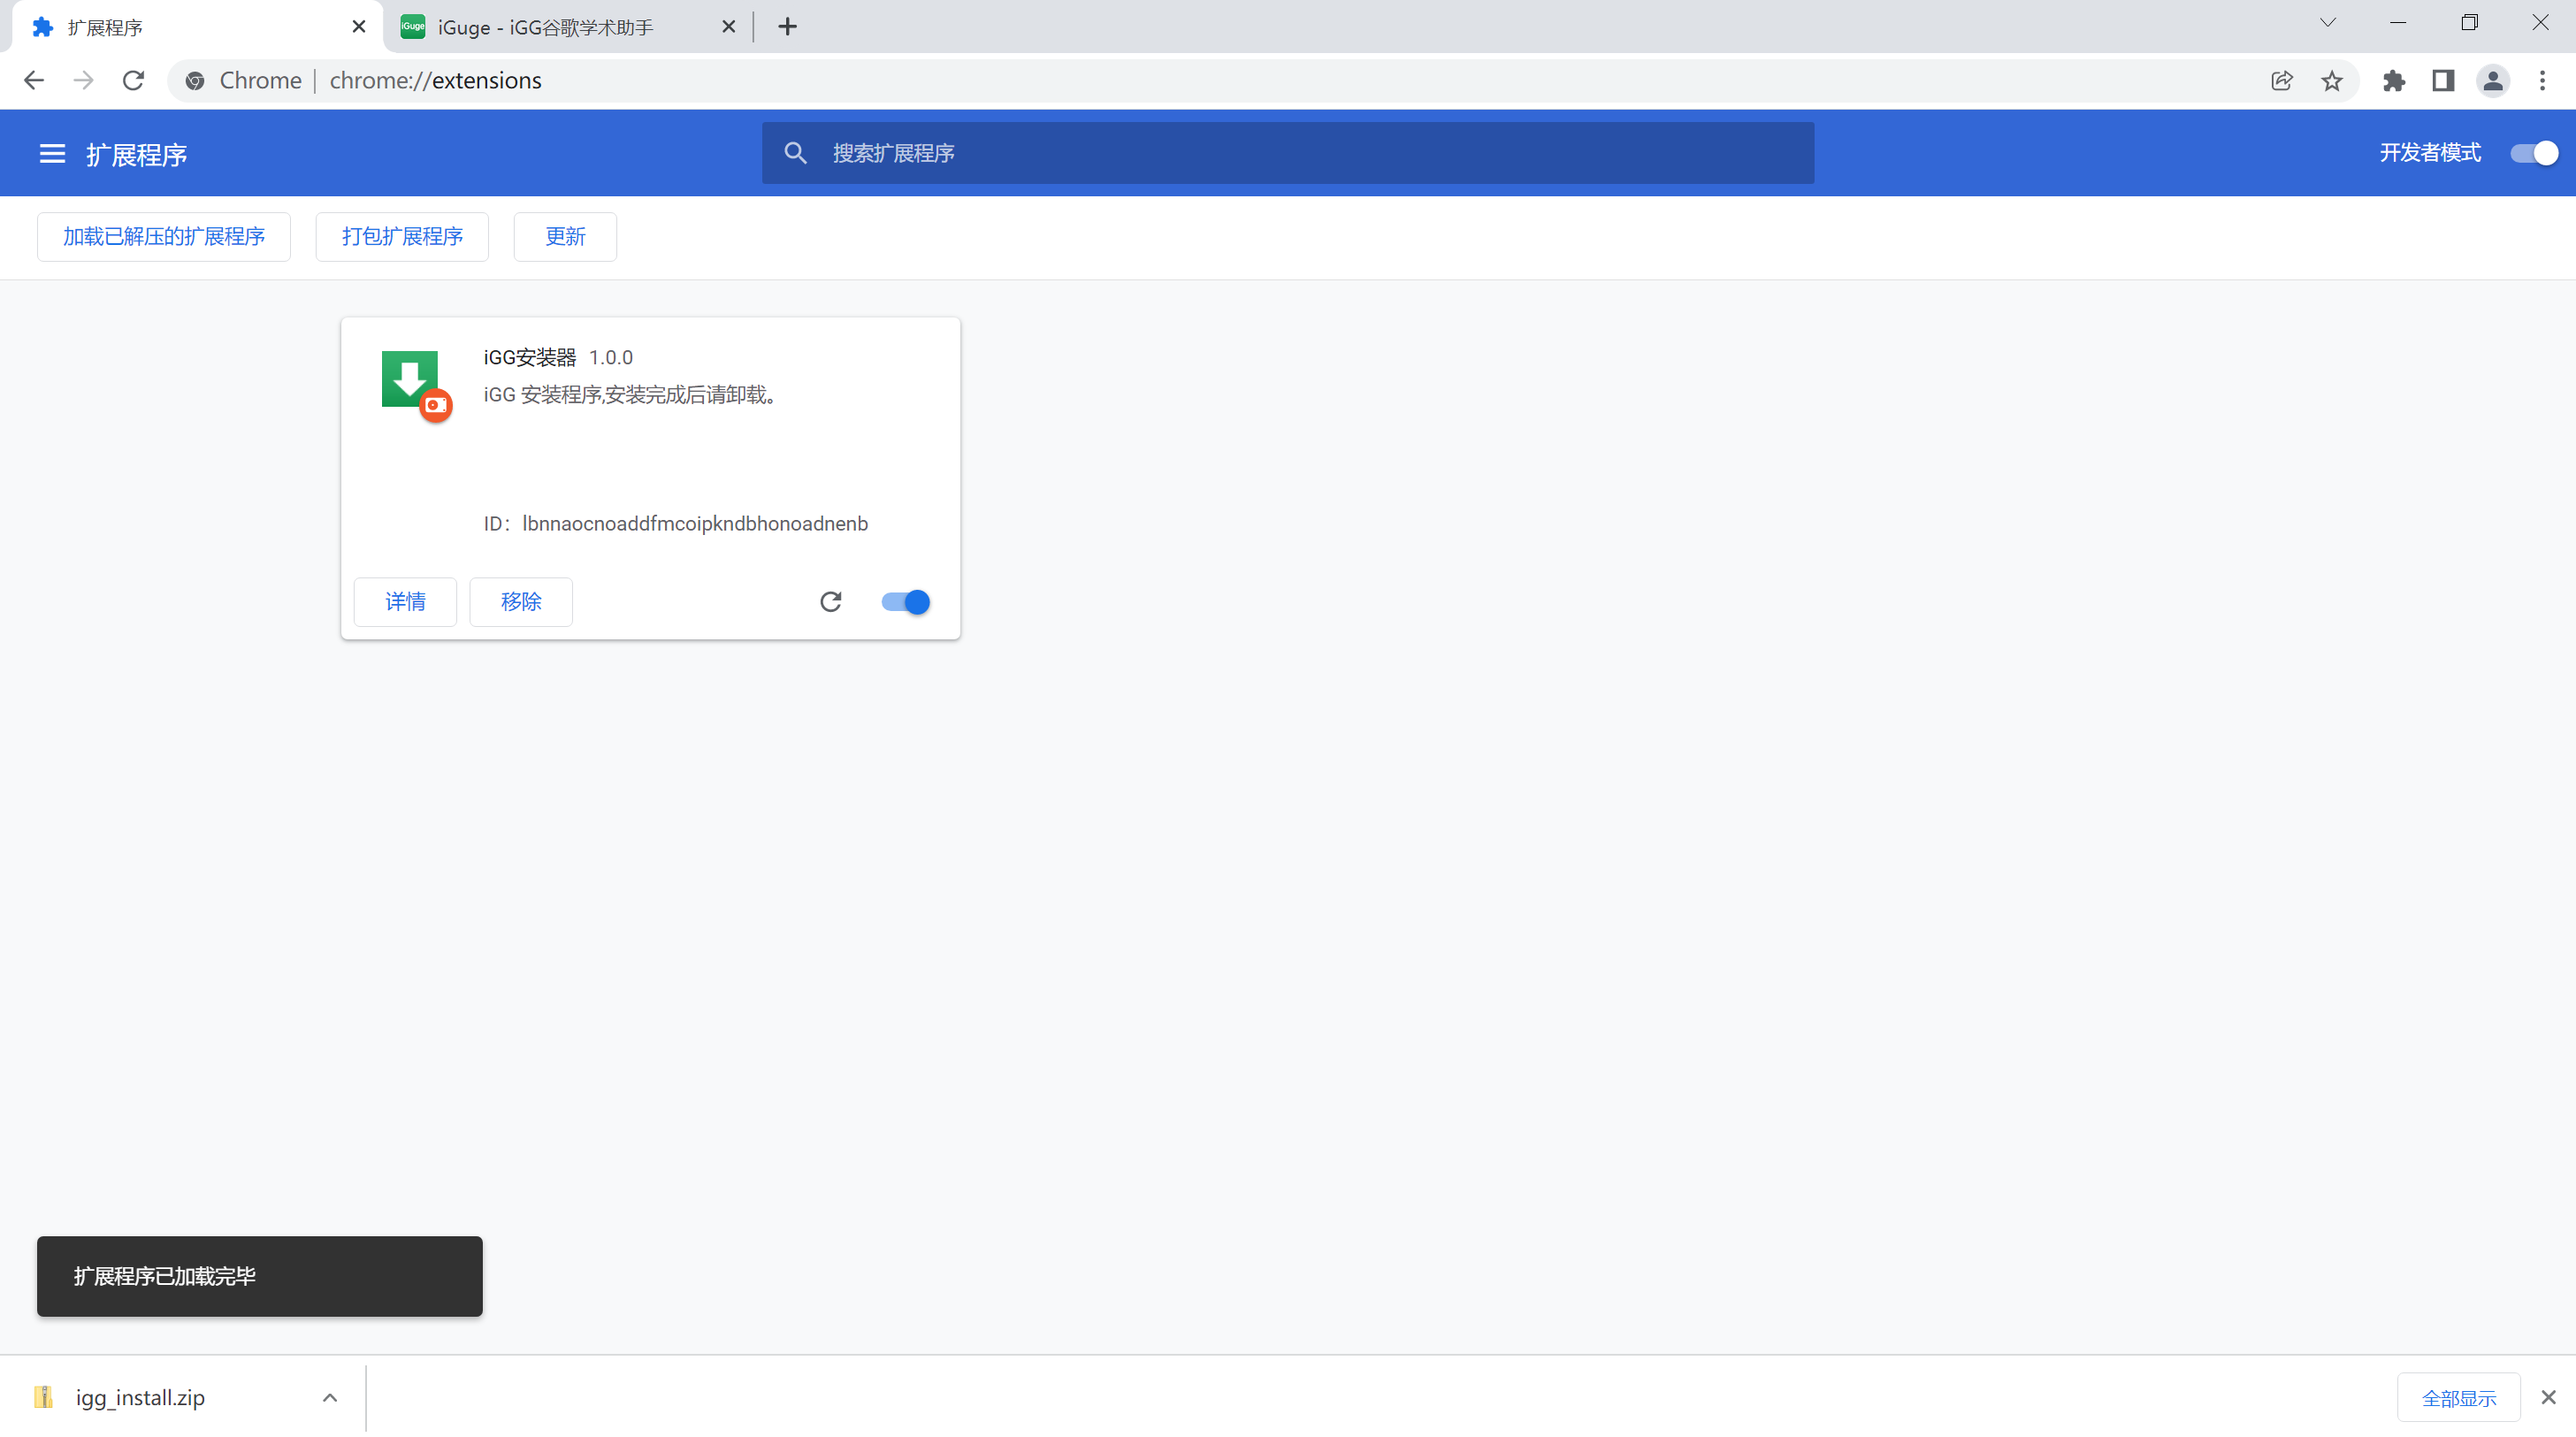 扩展程序
iGuge - iGG谷歌学术助手
Chrome
chrome://extensions
扩展程序
搜索扩展程序
开发者模式
加载已解压的扩展程序
打包扩展程序
更新
iGG安装器 1.0.0
iGG 安装程序,安装完成后请卸载。
ID：lbnnaocnoaddfmcoipkndbhonoadnenb
详情
移除
扩展程序已加载完毕
igg_install.zip
全部显示